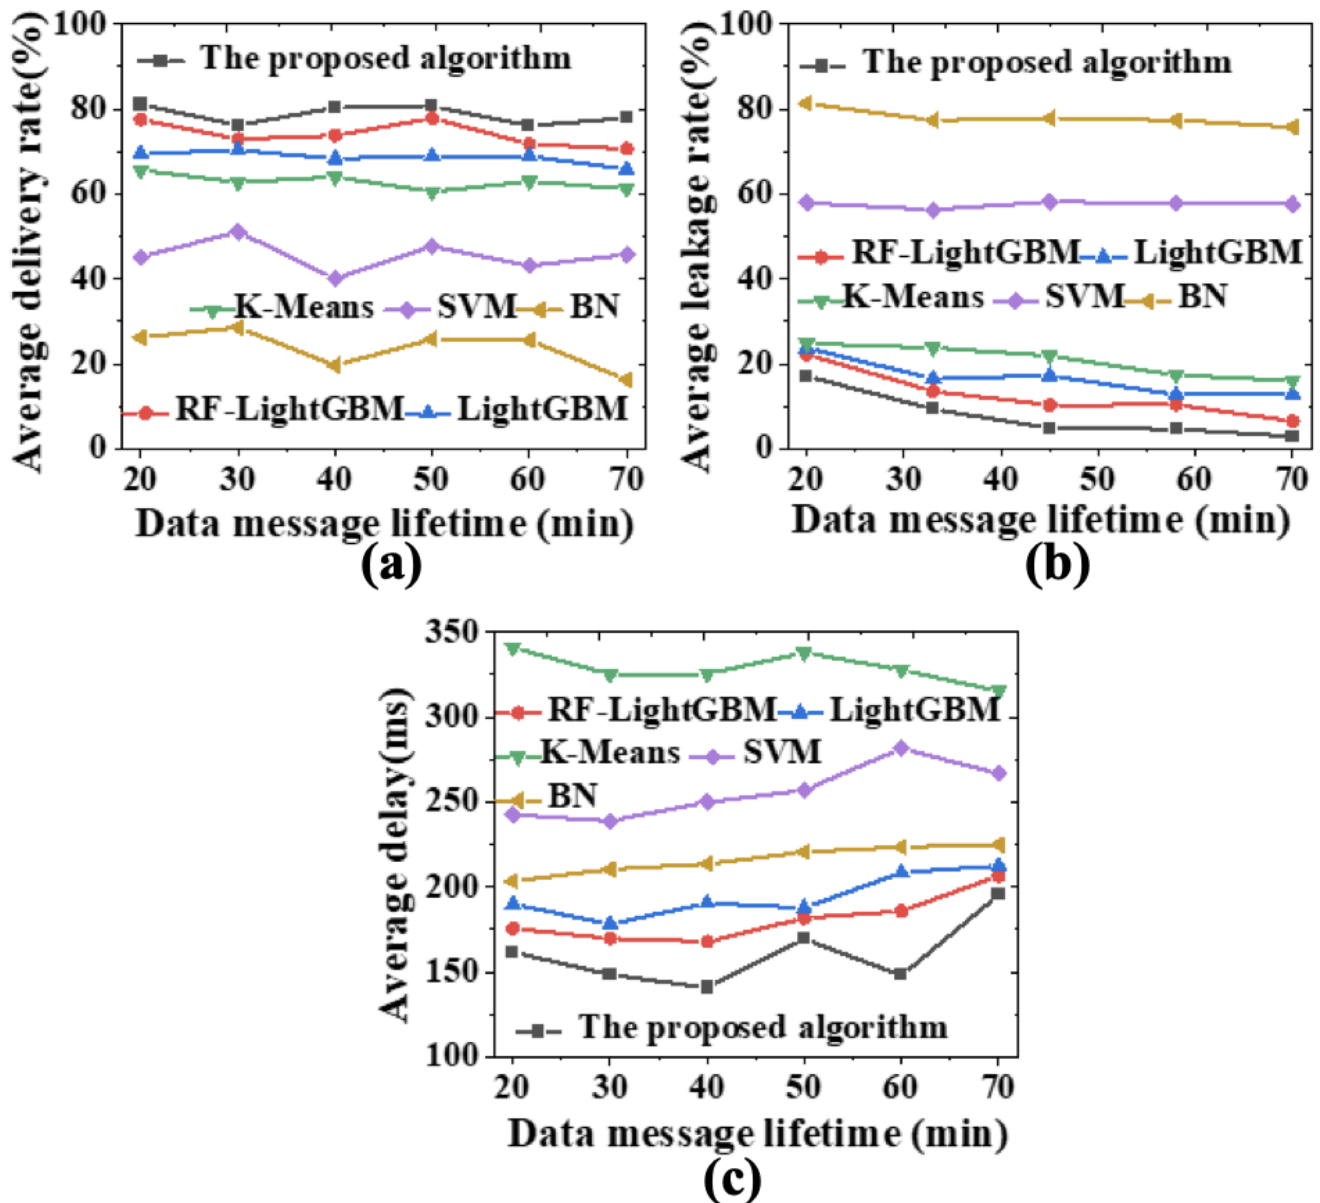 Average delivery rate(%)
100
80
60
40
20
0
The proposed algorithm
K-Means SVM BN
RF-LightGBM LightGBM
20 30 40 50 60 70
Data message lifetime (min)
(a)
Average leakage rate(%)
100
80
60
40
20
0
The proposed algorithm
RF-LightGBM LightGBM
K-Means SVM BN
20 30 40 50 60 70
Data message lifetime (min)
(b)
Average delay(ms)
350
300
250
200
150
100
RF-LightGBM LightGBM
K-Means SVM
BN
The proposed algorithm
20 30 40 50 60 70
Data message lifetime (min)
(c)